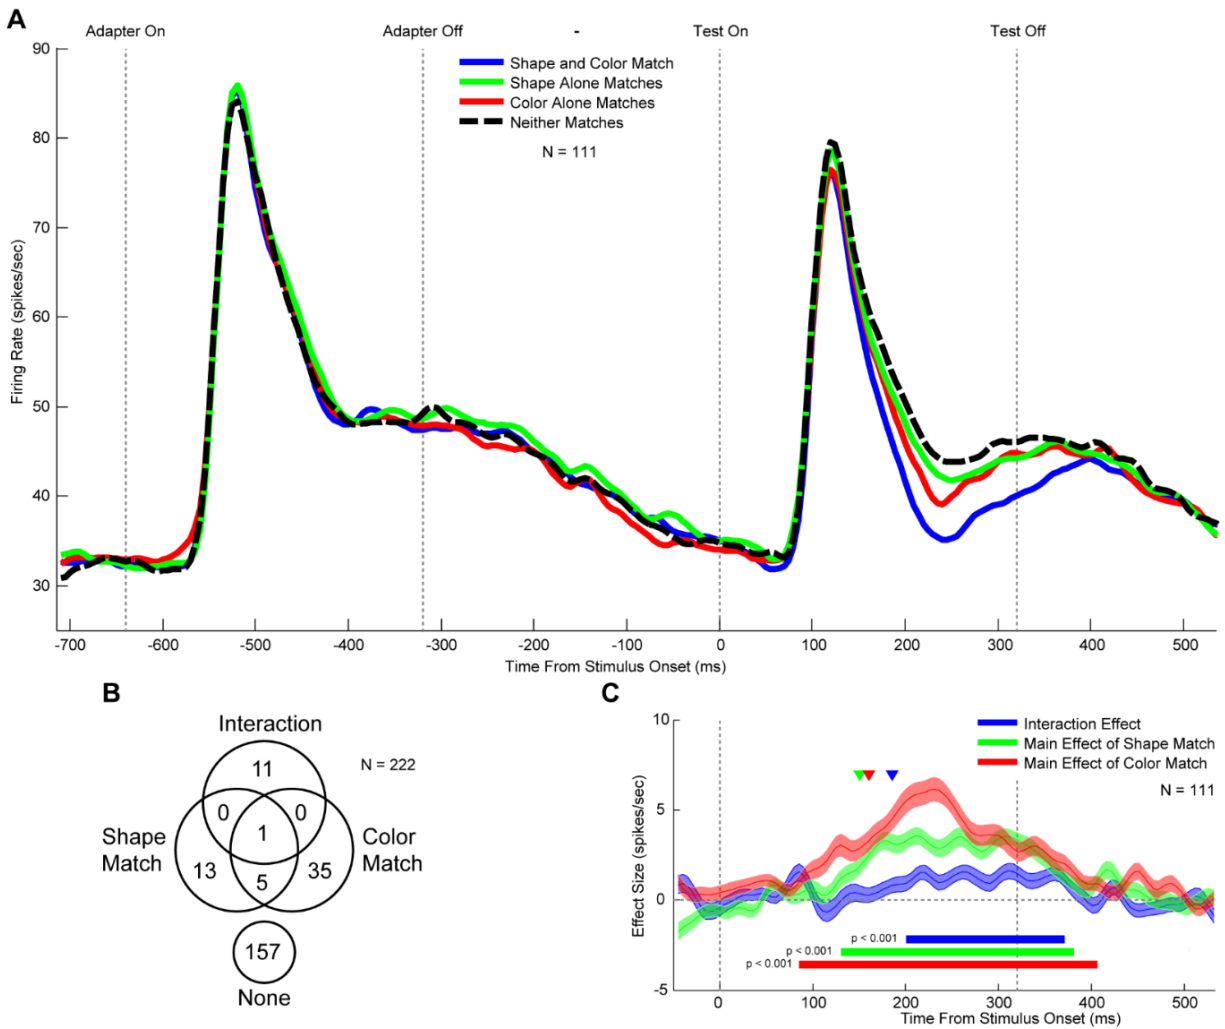 A
Adapter On
Adapter Off
-
Test On
Test Off
90
80
70
60
50
40
30
Firing Rate (spikes/sec)
Shape and Color Match
Shape Alone Matches
Color Alone Matches
Neither Matches
N = 111
-700
-600
-500
-400
-300
-200
-100
0
100
200
300
400
500
Time From Stimulus Onset (ms)
B
Interaction
N = 222
11
0
0
1
Shape
Match
Color
Match
13
5
35
157
None
C
10
5
0
-5
Effect Size (spikes/sec)
Interaction Effect
Main Effect of Shape Match
Main Effect of Color Match
N = 111
p < 0.001
p < 0.001
p < 0.001
0
100
200
300
400
500
Time From Stimulus Onset (ms)